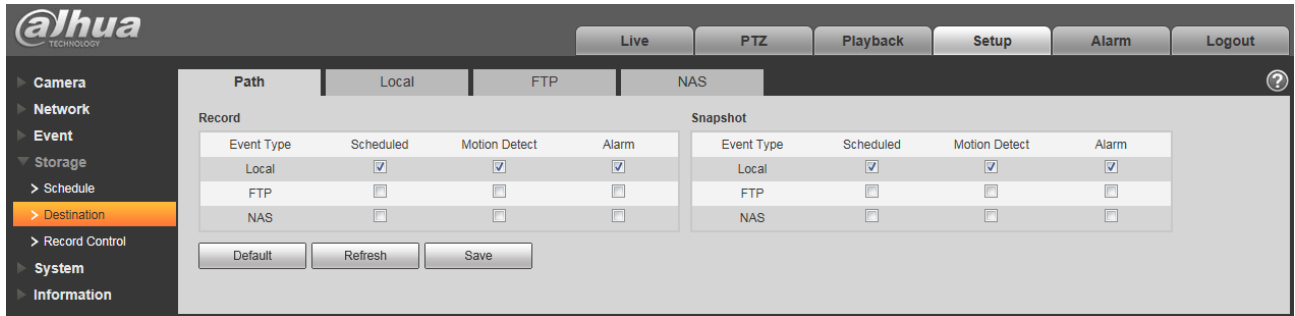 alhua
TECHNOLOGY
Live PTZ Playback Setup Alarm Logout
Camera
Network
Event
Storage
> Schedule
> Destination
> Record Control
System
Information
Path Local FTP NAS ?
Record
Event Type Scheduled Motion Detect Alarm
Local
FTP
NAS
Snapshot
Event Type Scheduled Motion Detect Alarm
Local
FTP
NAS
Default Refresh Save